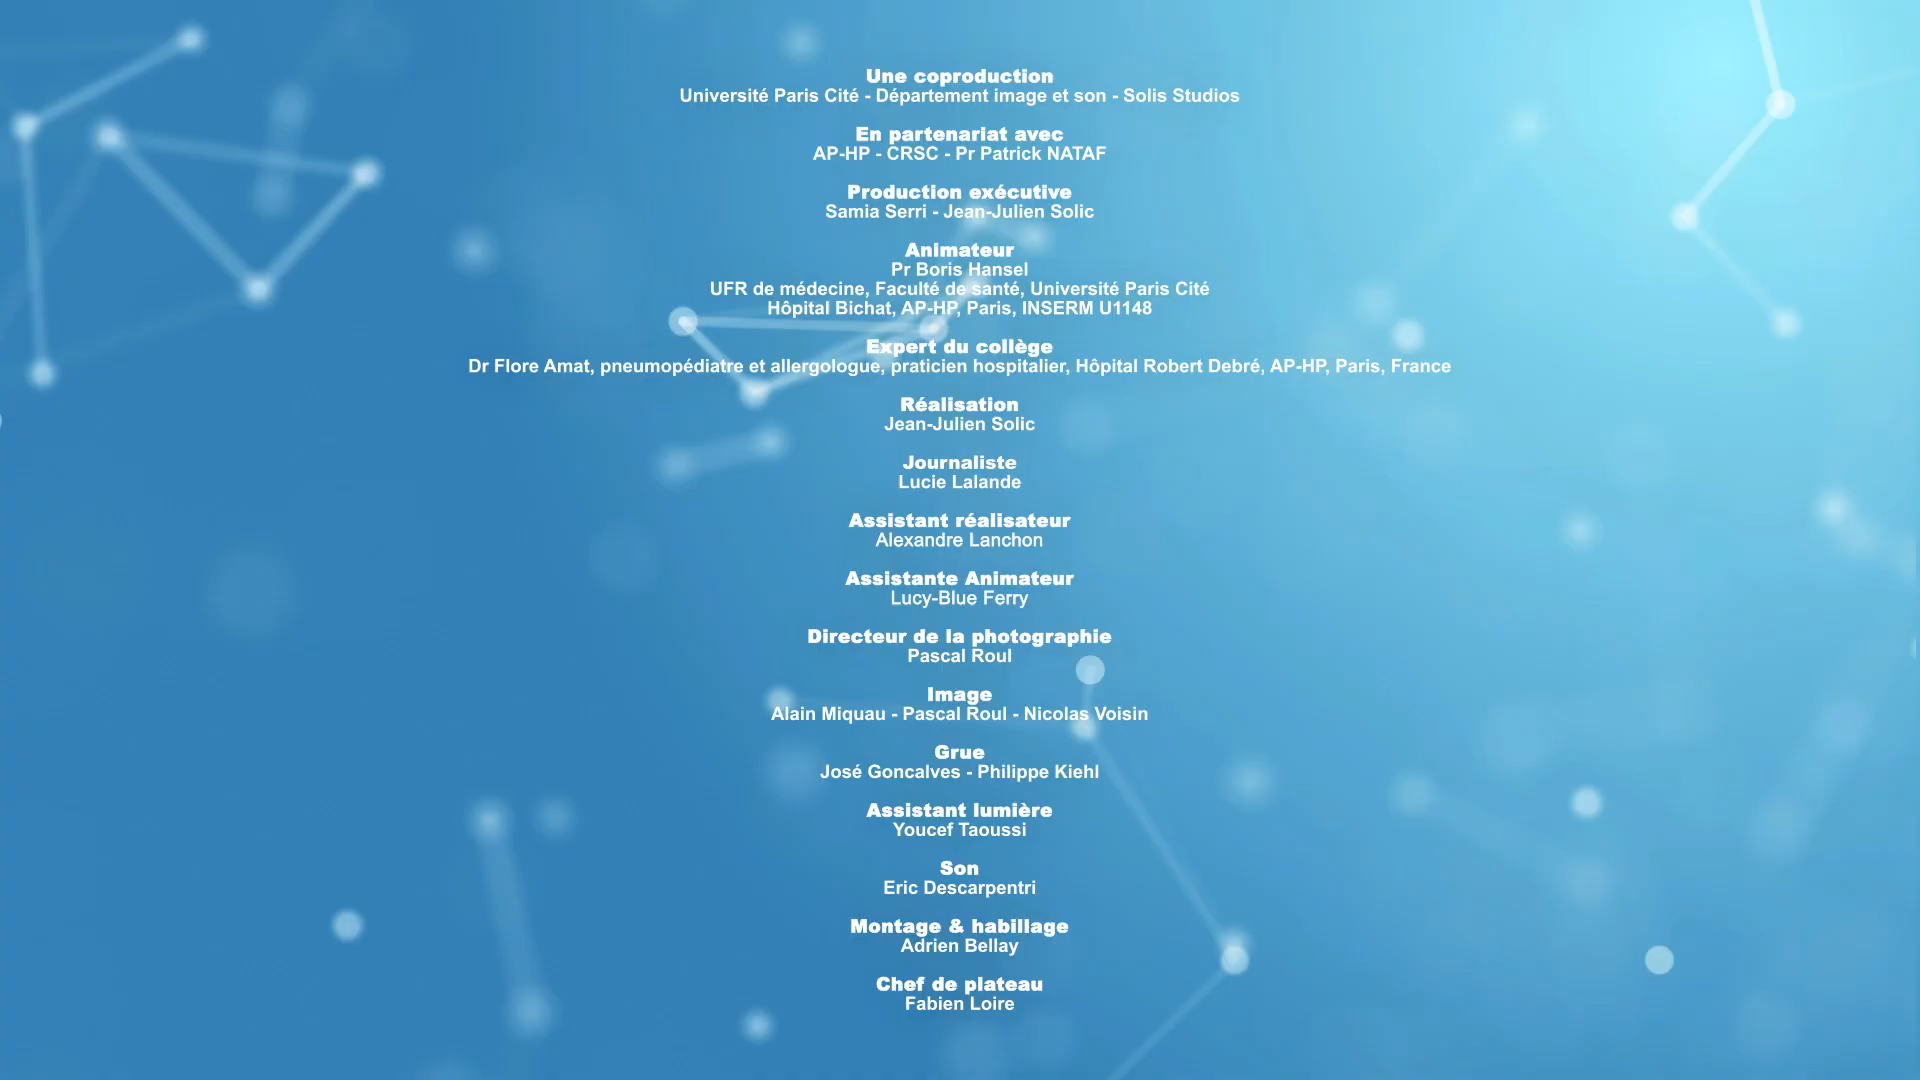 Une coproduction
Université Paris Cité - Département image et son - Solis Studios
En partenariat avec
AP-HP - CRSC - Pr Patrick NATAF
Production exécutive
Samia Serri - Jean-Julien Solic
Animateur
Pr Boris Hansel
UFR de médecine, Faculté de santé, Université Paris Cité
Hôpital Bichat, AP-HP, Paris, INSERM U1148
Expert du collège
Dr Flore Amat, pneumopédiatre et allergologue, praticien hospitalier, Hôpital Robert Debré, AP-HP, Paris, France
Réalisation
Jean-Julien Solic
Journaliste
Lucie Lalande
Assistant réalisateur
Alexandre Lanchon
Assistante Animateur
Lucy-Blue Ferry
Directeur de la photographie
Pascal Roul
Image
Alain Miquau - Pascal Roul - Nicolas Voisin
Grue
José Goncalves - Philippe Kiehl
Assistant lumière
Youcef Taoussi
Son
Eric Descarpentri
Montage & habillage
Adrien Bellay
Chef de plateau
Fabien Loire